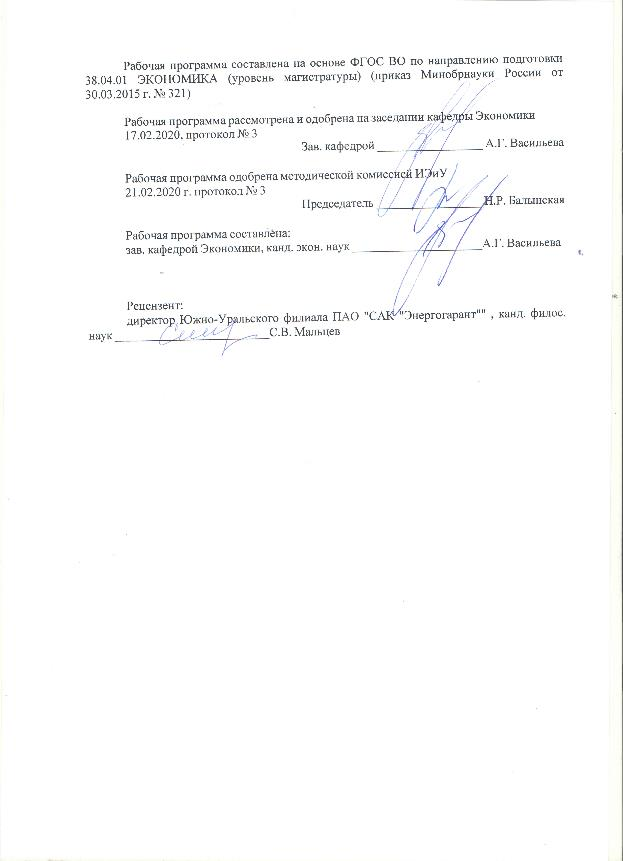 Рабочая программа составлена на основе ФГОС ВО по направлению подготовки
38.04.01 ЭКОНОМИКА (уровень магистратуры) (приказ Минобрнауки России от
30.03.2015 г. № 321)
Рабочая программа рассмотрена и одобрена на заседании кафедры Экономики
17.02.2020, протокол № 3
Зав. кафедрой А.Г. Васильева
Рабочая программа одобрена методической комиссией ИЭиУ
21.02.2020 г. протокол № 3
Председатель Н.Р. Балынская
Рабочая программа составлена:
зав. кафедрой Экономики, канд. экон. наук А.Г. Васильева
Рецензент:
директор Южно-Уральского филиала ПАО "САК "Энергогарант"" , канд. филос.
наук С.В. Мальцев